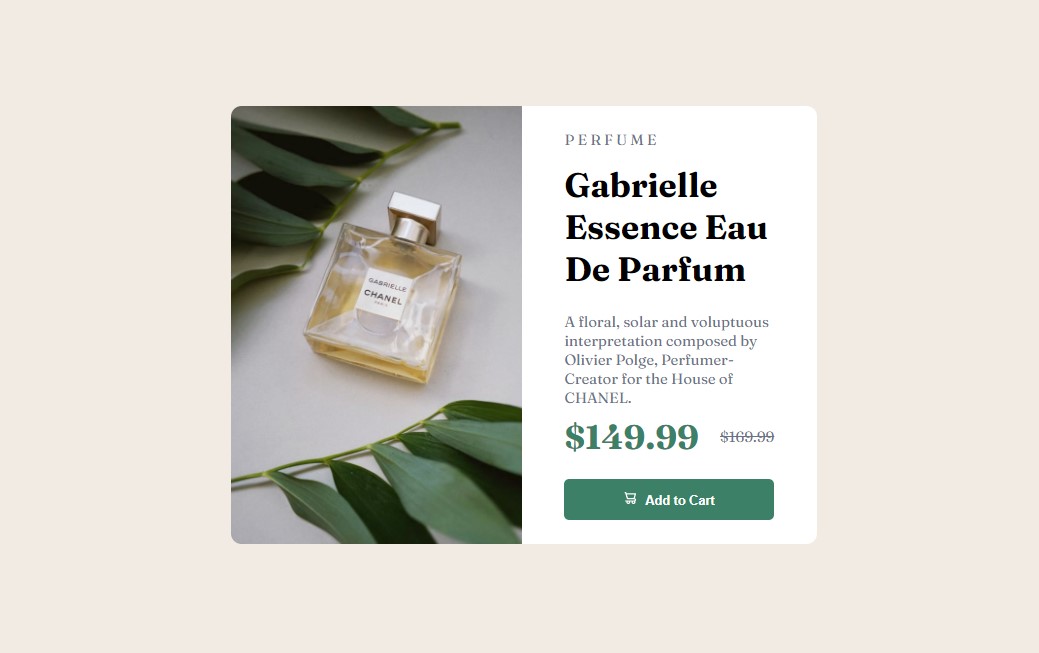 GABRIELLE
CHANEL
PARIS
PERFUME
Gabrielle
Essence Eau
De Parfum
A floral, solar and voluptuous
interpretation composed by
Olivier Polge, Perfumer-
Creator for the House of
CHANEL.
$149.99 $169.99
Add to Cart